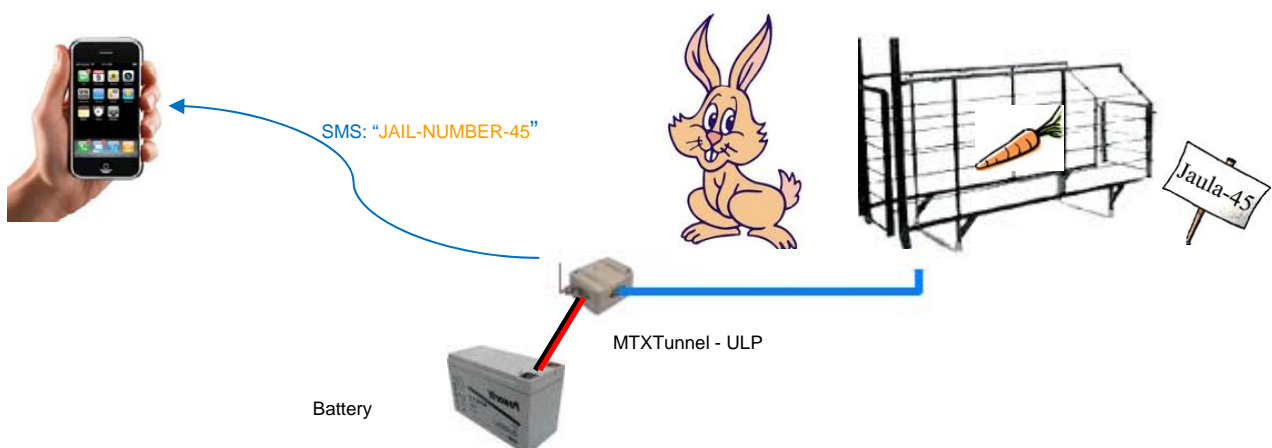 SMS: “JAIL-NUMBER-45”
Jaula-45
MTXTunnel - ULP
Battery